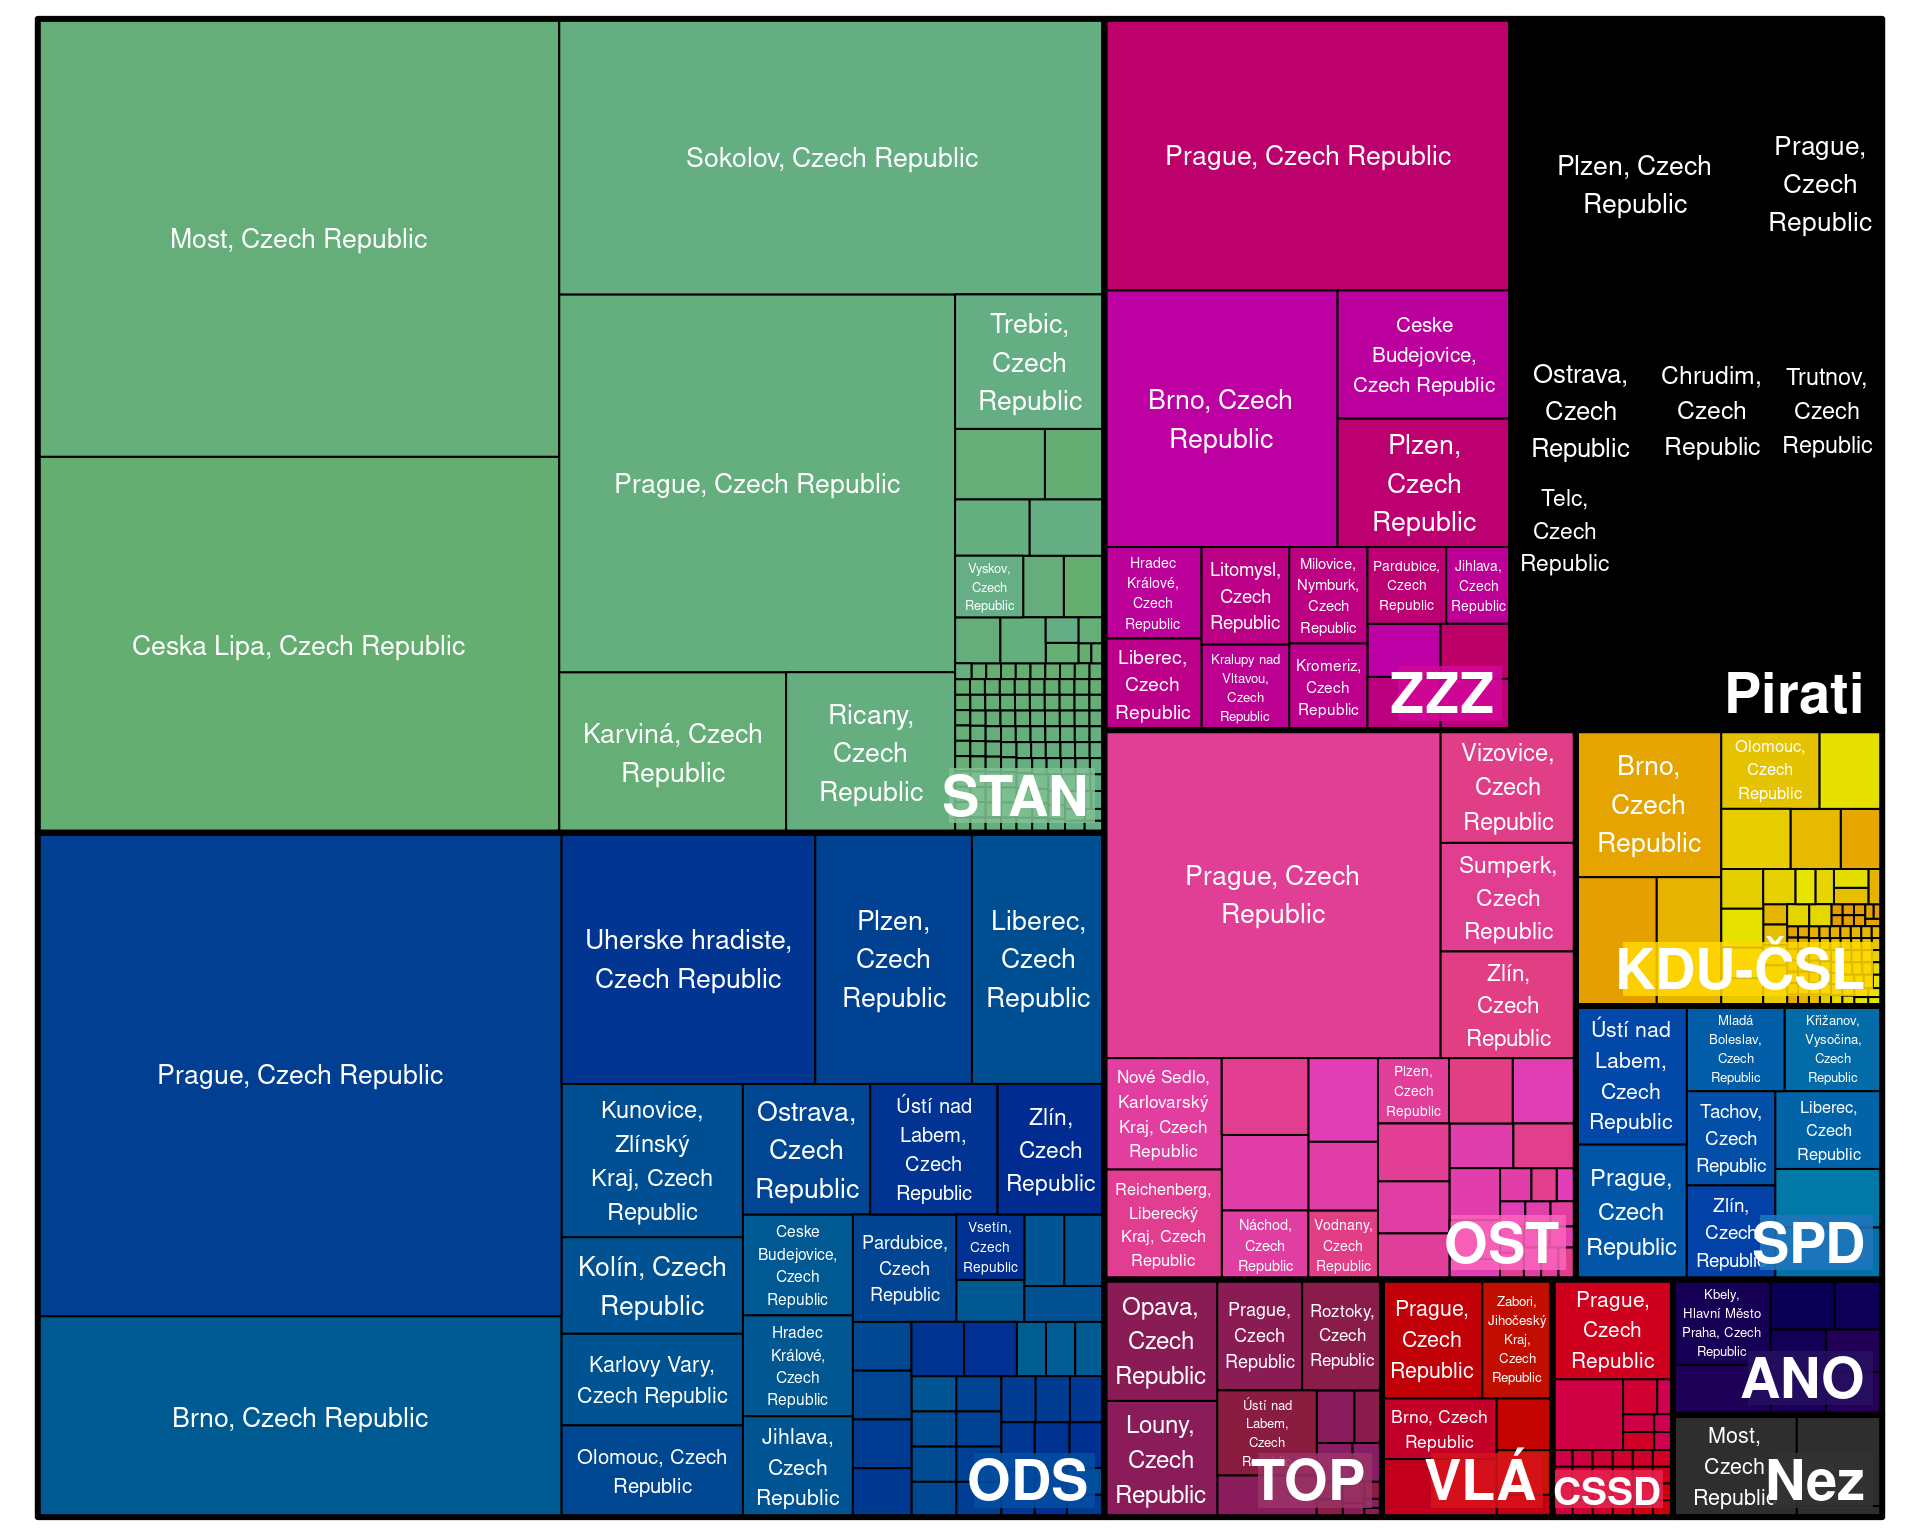 Most, Czech Republic
Ceska Lipa, Czech Republic
Sokolov, Czech Republic
Prague, Czech Republic
Trebic,
Czech
Republic
Vyskov,
Czech
Republic
Karviná, Czech
Republic
Ricany,
Czech
Republic
STAN
Prague, Czech Republic
Brno, Czech Republic
Uherske hradiste,
Czech Republic
Plzen,
Czech
Republic
Liberec,
Czech
Republic
Kunovice,
Zlínský
Kraj, Czech
Republic
Ostrava,
Czech
Republic
Ústí nad
Labem,
Czech
Republic
Zlín,
Czech
Republic
Kolín, Czech
Republic
Karlovy Vary,
Czech Republic
Olomouc, Czech
Republic
Ceske
Budejovice,
Czech
Republic
Hradec
Králové,
Czech
Republic
Jihlava,
Czech
Republic
Pardubice,
Czech
Republic
Vsetín,
Czech
Republic
ODS
Prague, Czech Republic
Brno, Czech
Republic
Ceske
Budejovice,
Czech Republic
Plzen,
Czech
Republic
Hradec
Králové,
Czech
Republic
Liberec,
Czech
Republic
Litomysl,
Czech
Republic
Kralupy nad
Vltavou,
Czech
Republic
Milovice,
Nymburk,
Czech
Republic
Kromeriz,
Czech
Republic
Pardubice,
Czech
Republic
Jihlava,
Czech
Republic
ZZZ
Plzen, Czech
Republic
Prague,
Czech
Republic
Ostrava,
Czech
Republic
Chrudim,
Czech
Republic
Trutnov,
Czech
Republic
Telc,
Czech
Republic
Pirati
Prague, Czech
Republic
Vizovice,
Czech
Republic
Sumperk,
Czech
Republic
Zlín,
Czech
Republic
Nové Sedlo,
Karlovarský
Kraj, Czech
Republic
Reichenberg,
Liberecký
Kraj, Czech
Republic
Náchod,
Czech
Republic
Vodnany,
Czech
Republic
Plzen,
Czech
Republic
OST
Brno,
Czech
Republic
Olomouc,
Czech
Republic
KDU-ČSL
Ústí nad
Labem,
Czech
Republic
Prague,
Czech
Republic
Mladá
Boleslav,
Czech
Republic
Křižanov,
Vysočina,
Czech
Republic
Tachov,
Czech
Republic
Liberec,
Czech
Republic
Zlín,
Czech
Republic
SPD
Opava,
Czech
Republic
Louny,
Czech
Republic
Prague,
Czech
Republic
Roztoky,
Czech
Republic
Ústí nad
Labem,
Czech
TOP
Prague,
Czech
Republic
Zabori,
Jihočeský
Kraj,
Czech
Republic
Brno, Czech
Republic
VLÁ
Prague,
Czech
Republic
CSSD
Kbely,
Hlavní Město
Praha, Czech
Republic
ANO
Most,
Czech
Republic
Nez